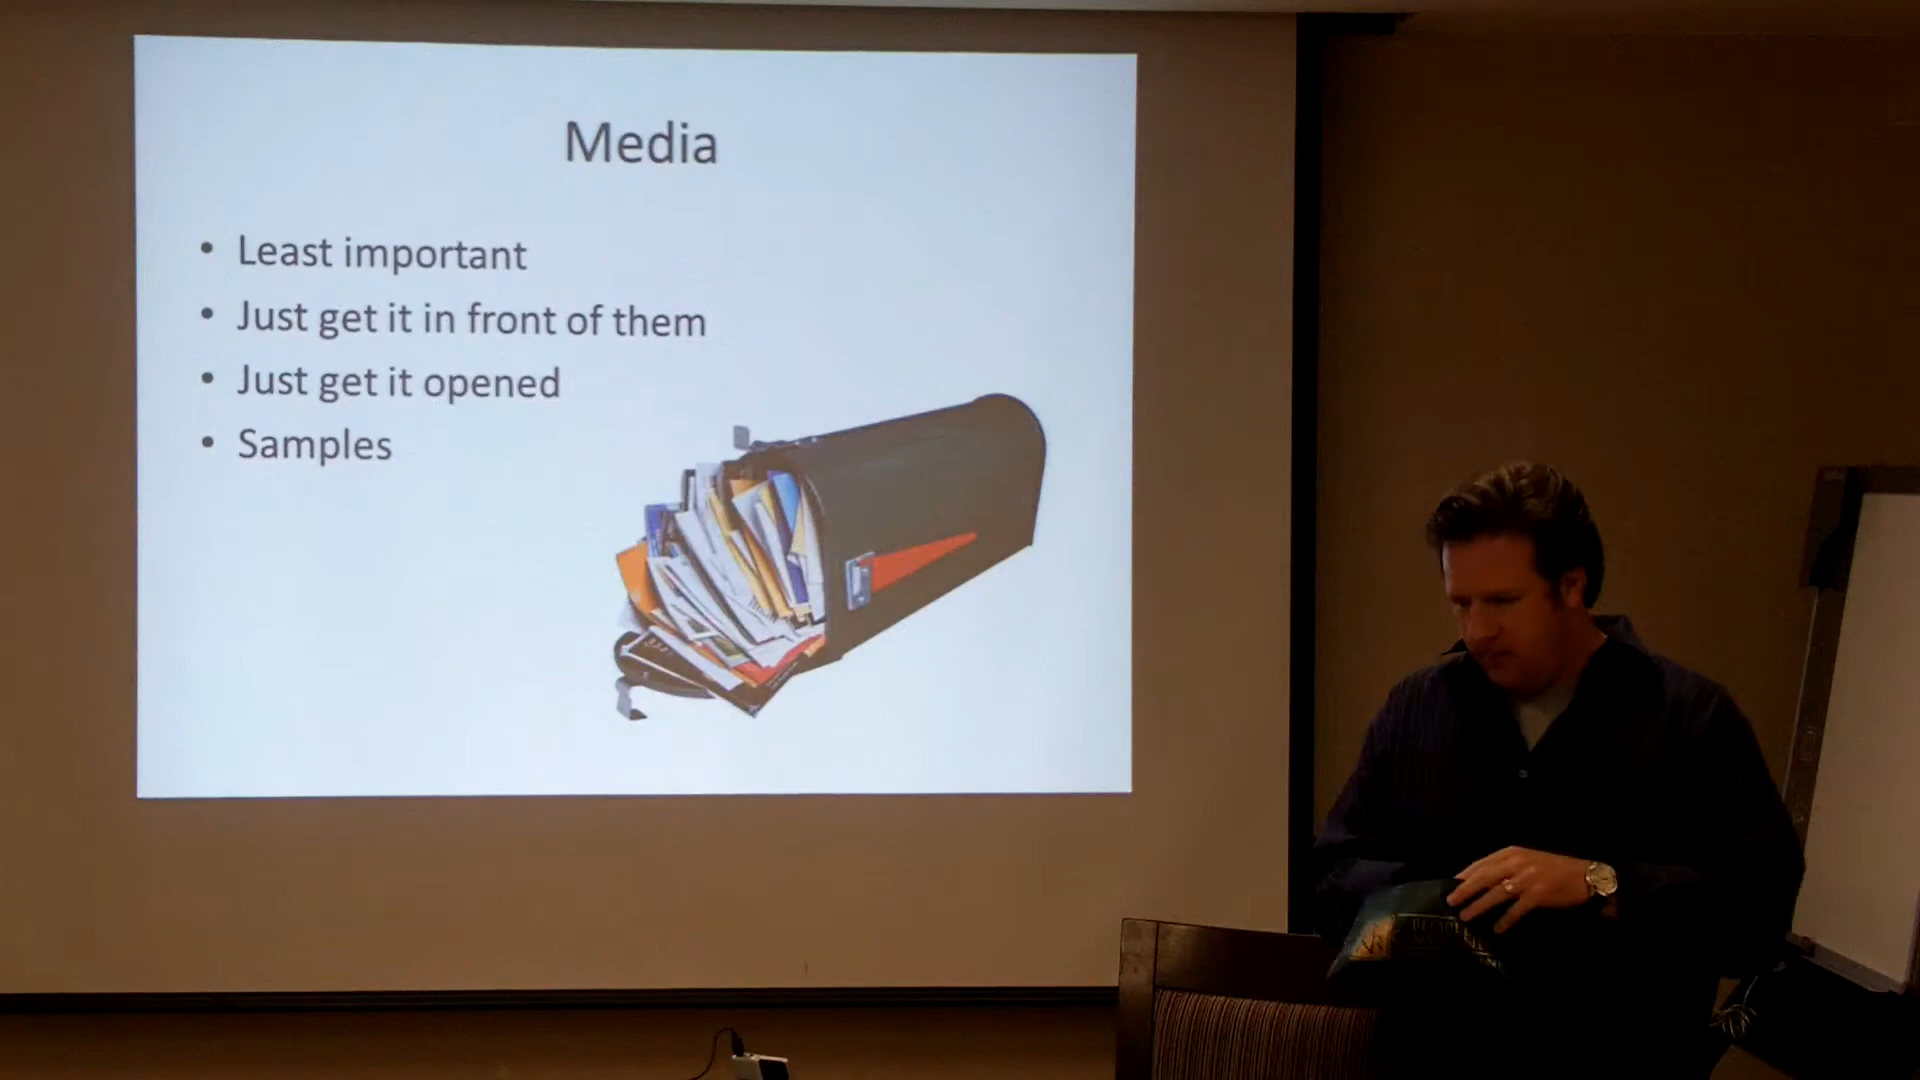 Media
• Least important
• Just get it in front of them
• Just get it opened
• Samples